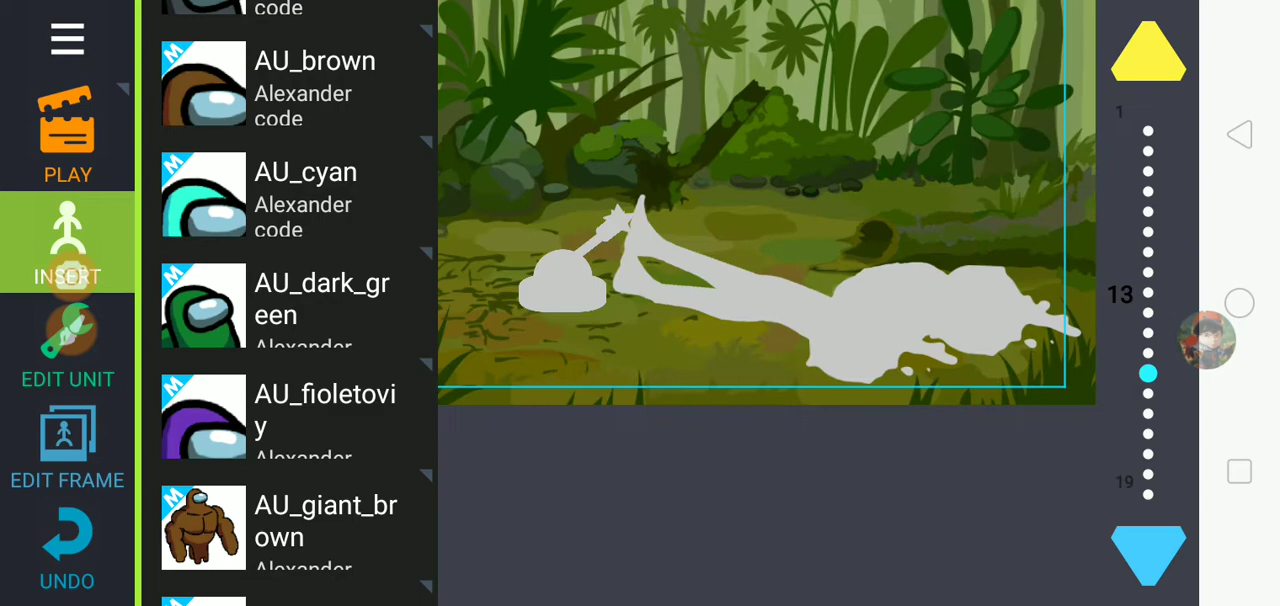 PLAY
INSERT
EDIT UNIT
EDIT FRAME
UNDO
code
AU_brown
Alexander
code
AU_cyan
Alexander
code
AU_dark_gr
een
Alexander
AU_fioletovi
y
Alexander
AU_giant_br
own
Alexander
1
13
19